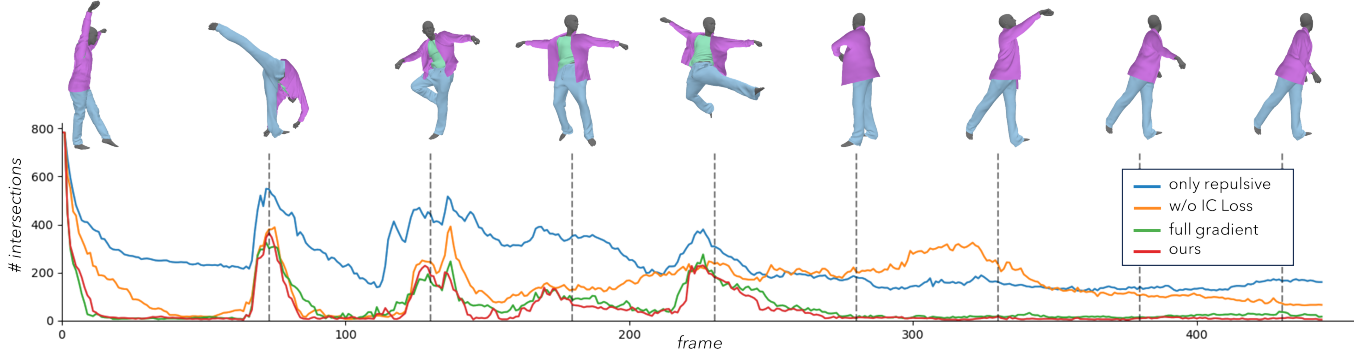 800
600
400
200
0
# intersections
0
100
200
300
400
frame
only repulsive
w/o IC Loss
full gradient
ours